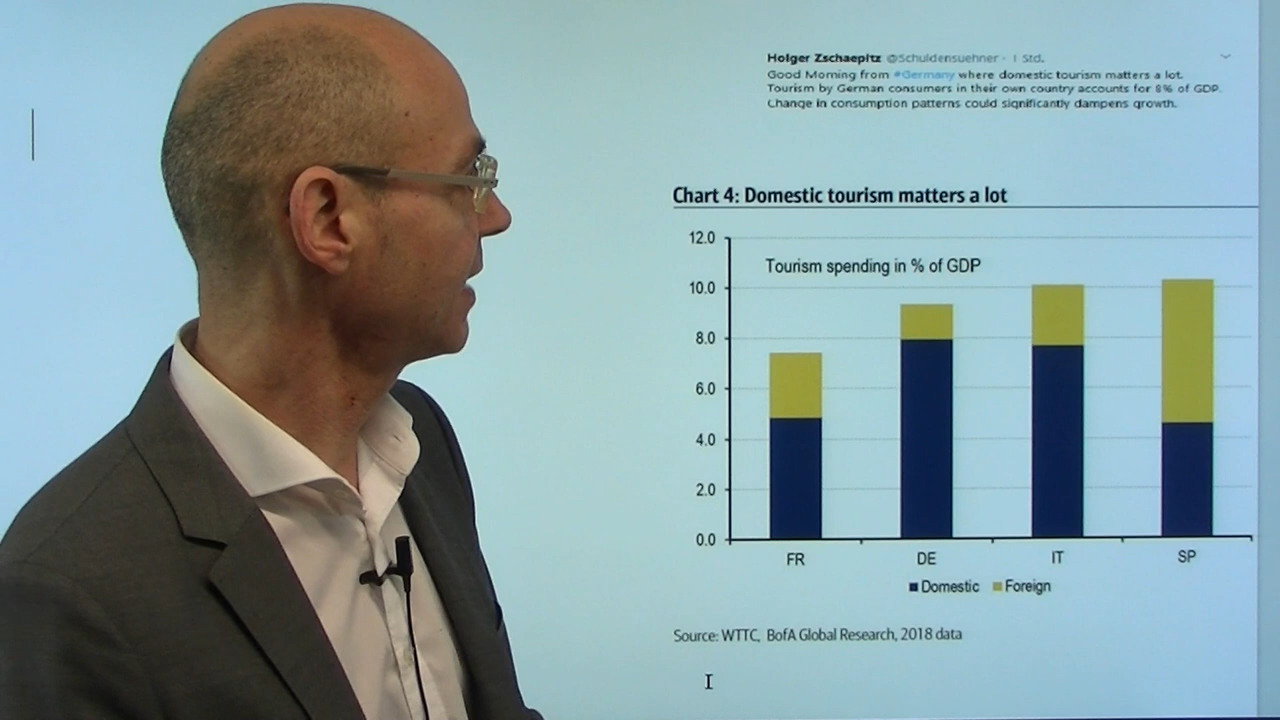 Holger Zschaepitz @Schuldensuehner · 1 Std.
Good Morning from #Germany where domestic tourism matters a lot.
Tourism by German consumers in their own country accounts for 8% of GDP.
Change in consumption patterns could significantly dampens growth.
Chart 4: Domestic tourism matters a lot
12.0
Tourism spending in % of GDP
10.0
8.0
6.0
4.0
2.0
0.0
FR DE IT SP
Domestic Foreign
Source: WTTC, BofA Global Research, 2018 data